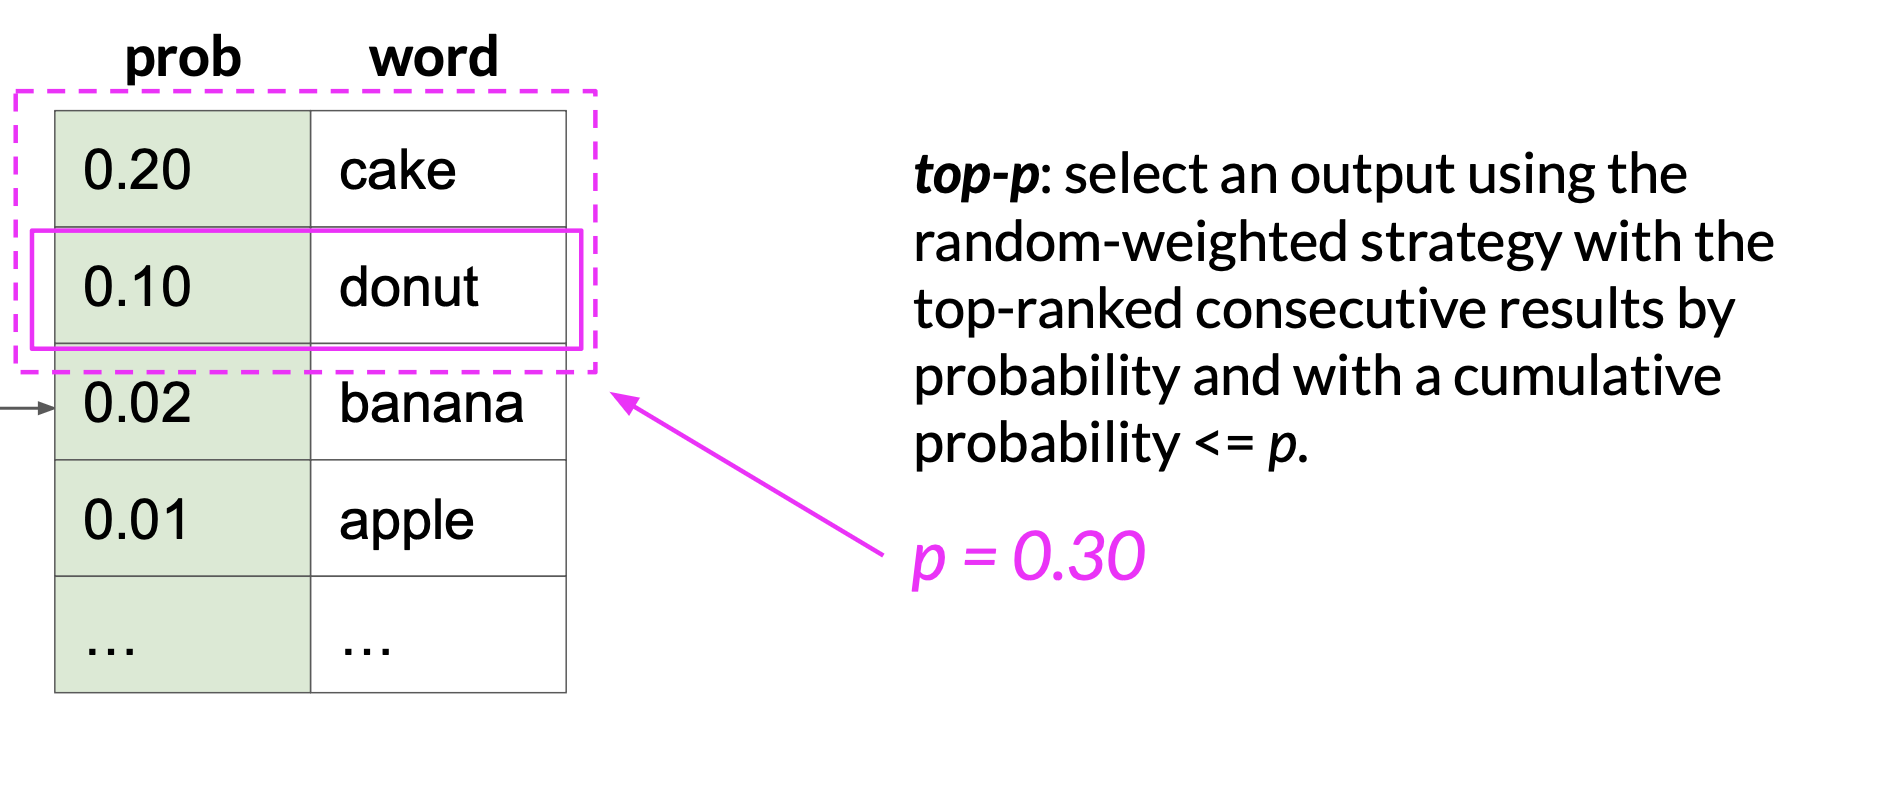 prob word
0.20 cake
0.10 donut
0.02 banana
0.01 apple
… …
top-p: select an output using the
random-weighted strategy with the
top-ranked consecutive results by
probability and with a cumulative
probability <= p.
p = 0.30